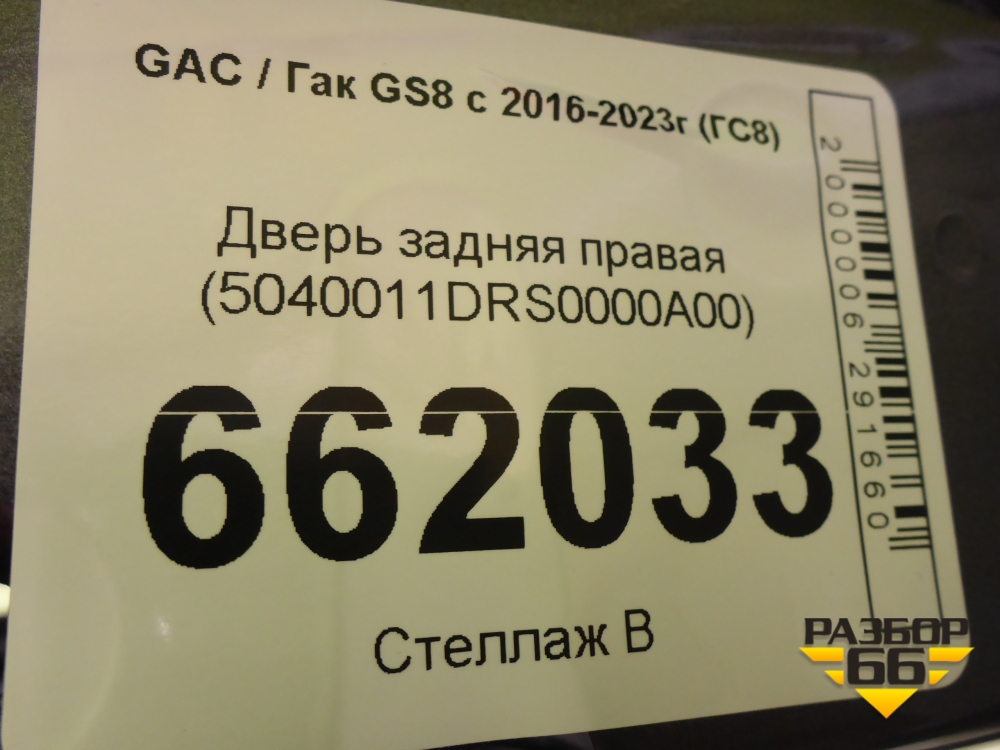 GAC / Гак GS8 с 2016-2023г (ГС8)
Дверь задняя правая
(5040011DRS0000A00)
662033
Стеллаж В
2000006291660
РАЗБОР
66